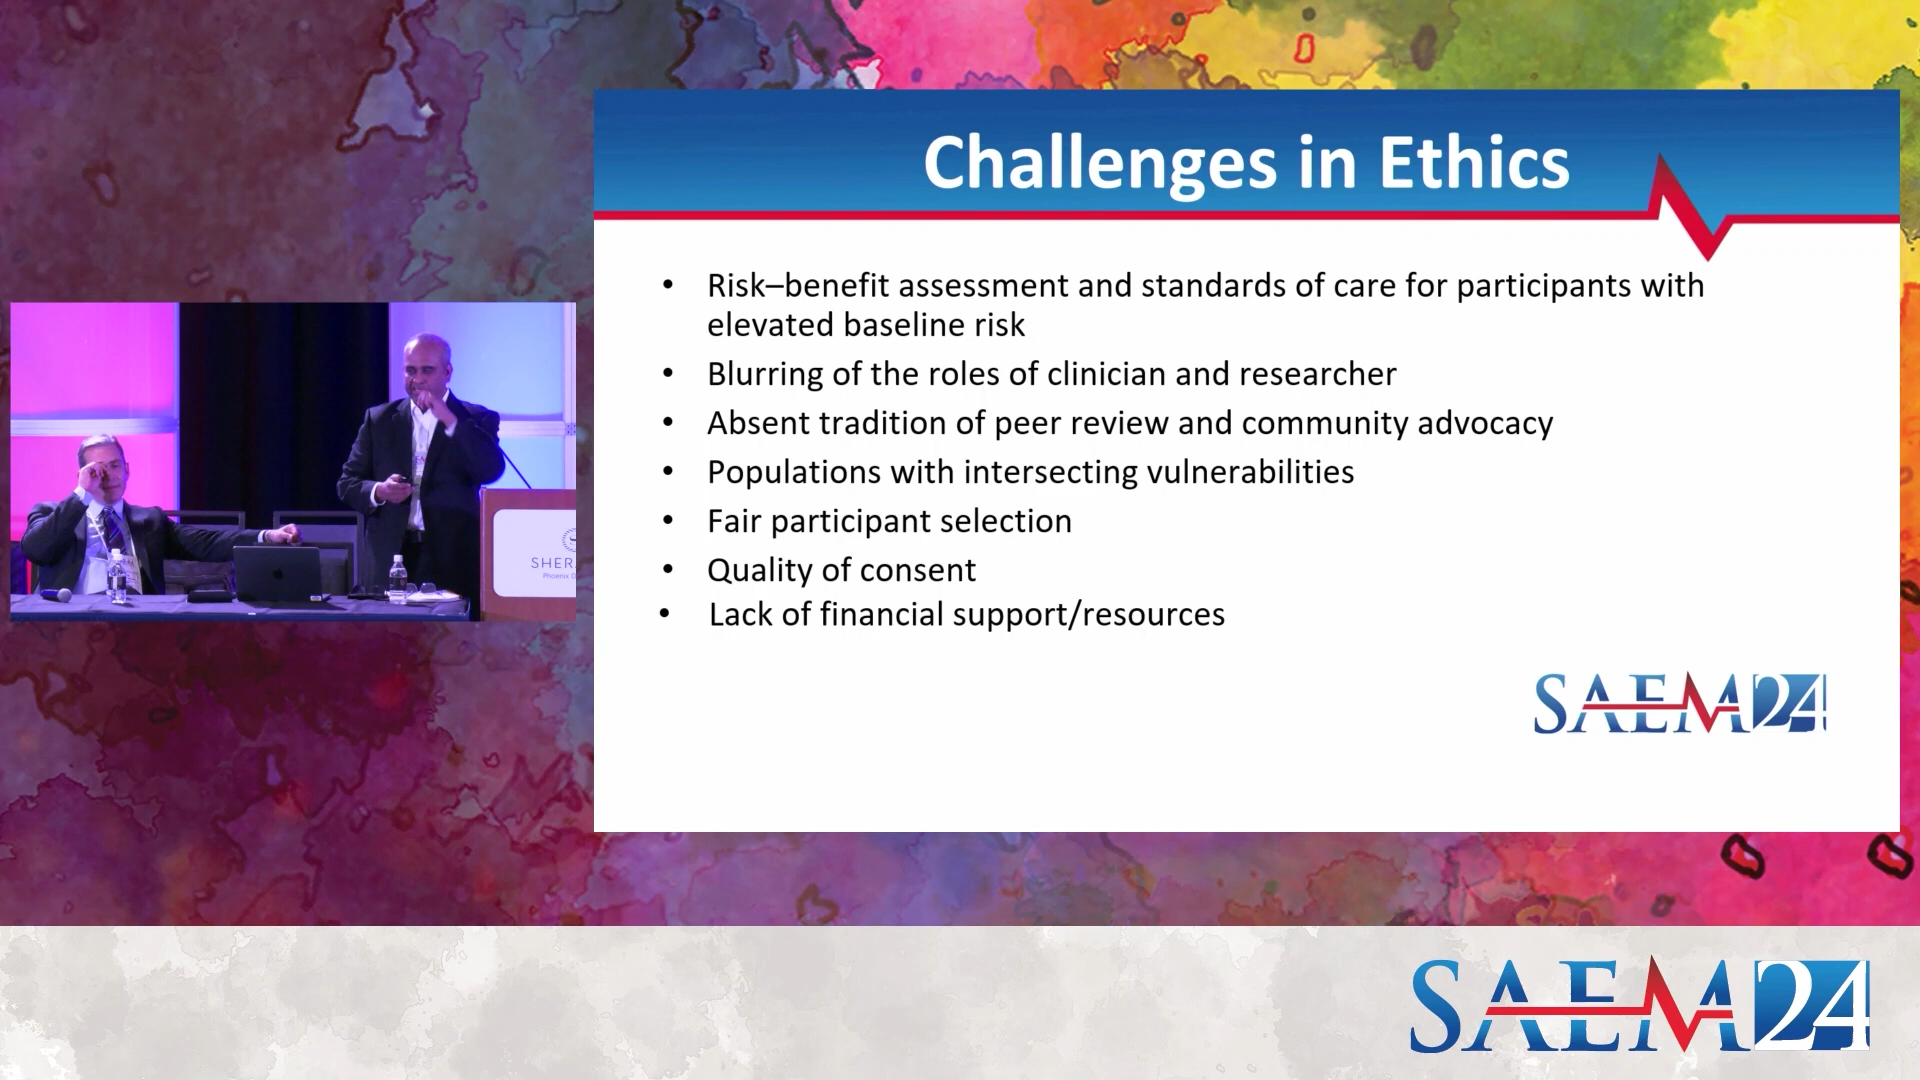 Challenges in Ethics
• Risk–benefit assessment and standards of care for participants with
elevated baseline risk
• Blurring of the roles of clinician and researcher
• Absent tradition of peer review and community advocacy
• Populations with intersecting vulnerabilities
• Fair participant selection
• Quality of consent
• Lack of financial support/resources
SAEM24
SHER
Phoenix D
SAEM24